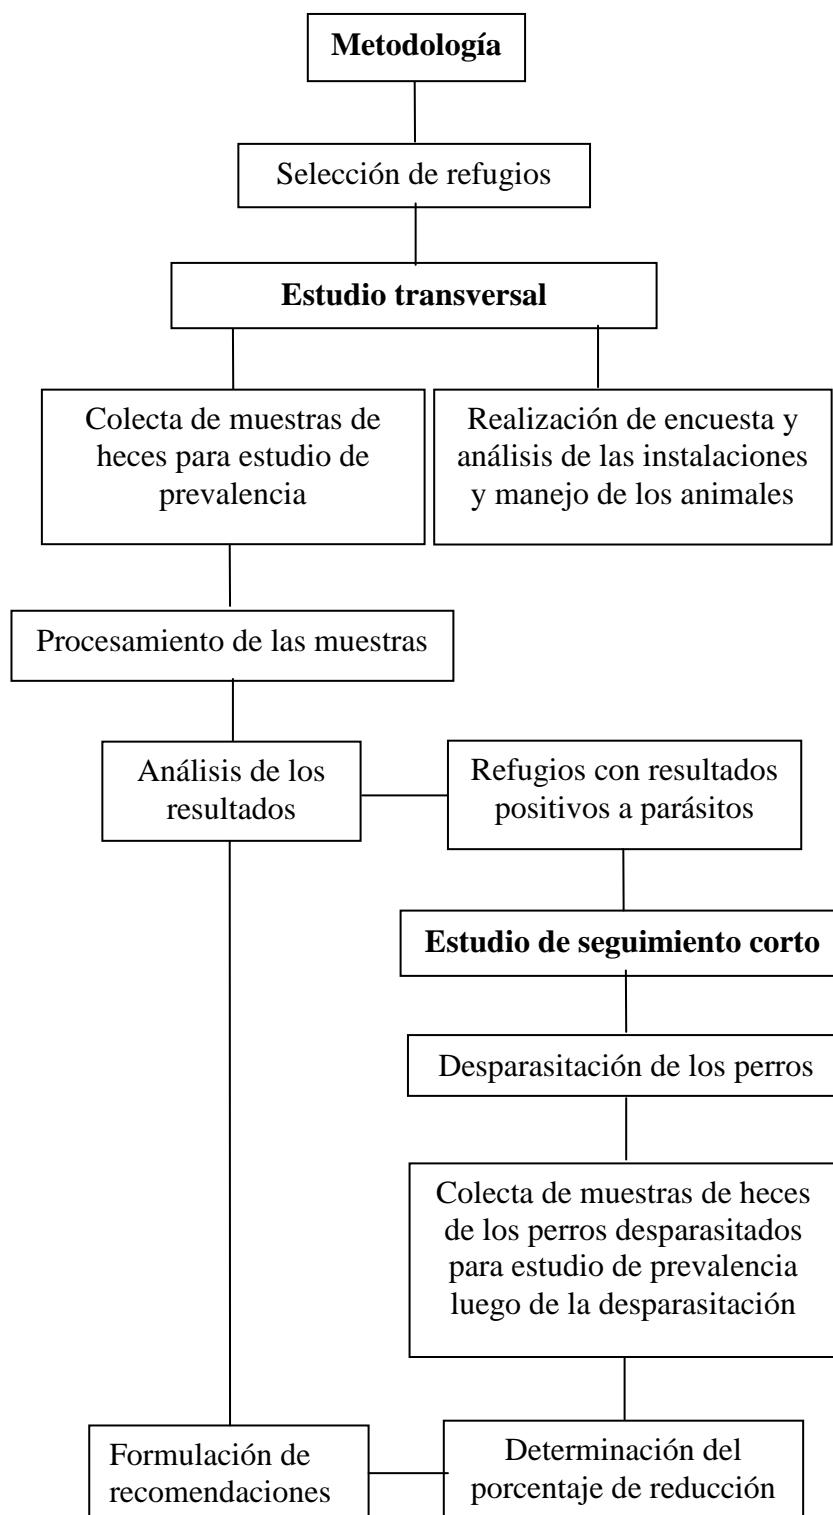 Metodología
Selección de refugios
Estudio transversal
Colecta de muestras de
heces para estudio de
prevalencia
Realización de encuesta y
análisis de las instalaciones
y manejo de los animales
Procesamiento de las muestras
Análisis de los
resultados
Refugios con resultados
positivos a parásitos
Estudio de seguimiento corto
Desparasitación de los perros
Colecta de muestras de heces
de los perros desparasitados
para estudio de prevalencia
luego de la desparasitación
Formulación de
recomendaciones
Determinación del
porcentaje de reducción